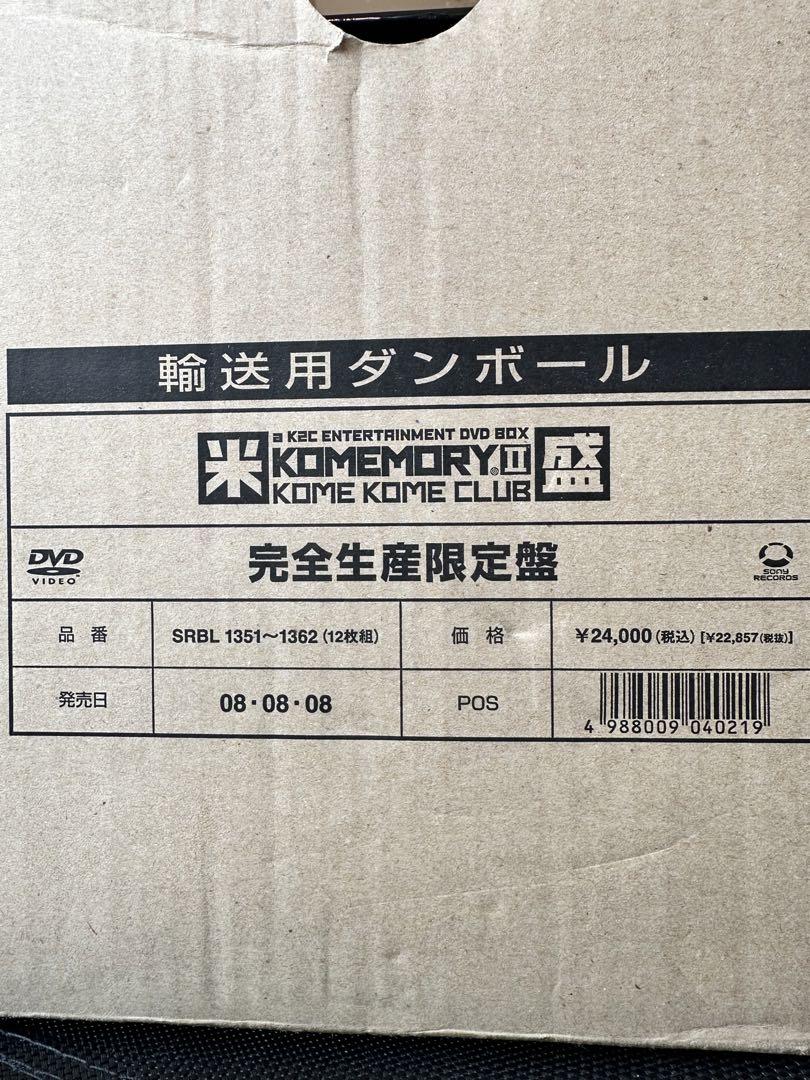 輸送用ダンボール
a K2C ENTERTAINMENT DVD BOX
米 KOMEMORY® II 盛
KOME KOME CLUB
DVD VIDEO™ 完全生産限定盤 SONY RECORDS
品番 SRBL 1351〜1362 (12枚組) 価格 ¥24,000 (税込) [¥22,857(税抜)]
発売日 08・08・08 POS 4 988009 040219